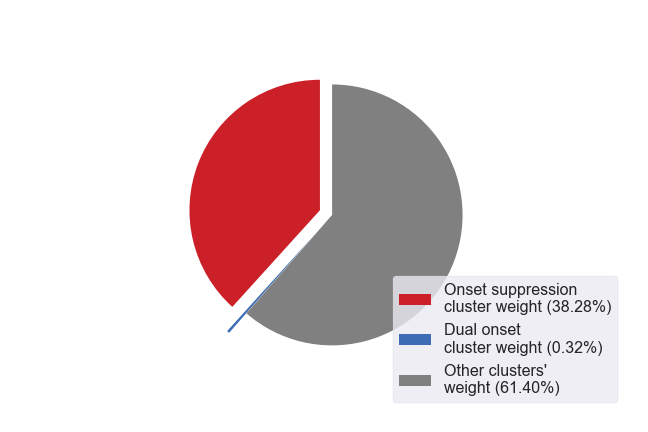 Onset suppression
cluster weight (38.28%)
Dual onset
cluster weight (0.32%)
Other clusters'
weight (61.40%)